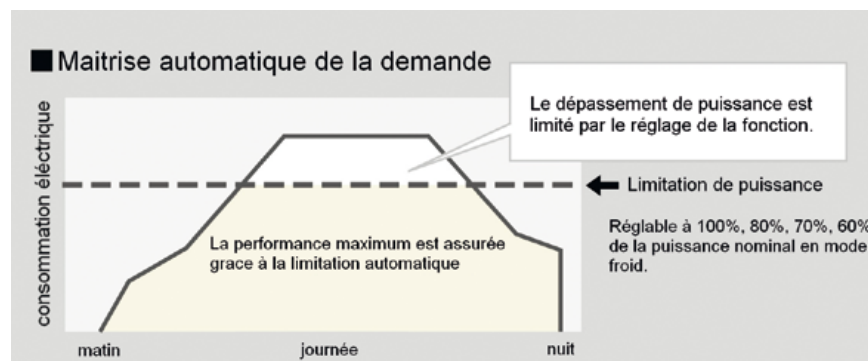 Maitrise automatique de la demande
Le dépassement de puissance est
limité par le réglage de la fonction.
consommation éléctrique
Limitation de puissance
Réglable à 100%, 80%, 70%, 60%
de la puissance nominal en mode
froid.
La performance maximum est assurée
grace à la limitation automatique
matin
journée
nuit